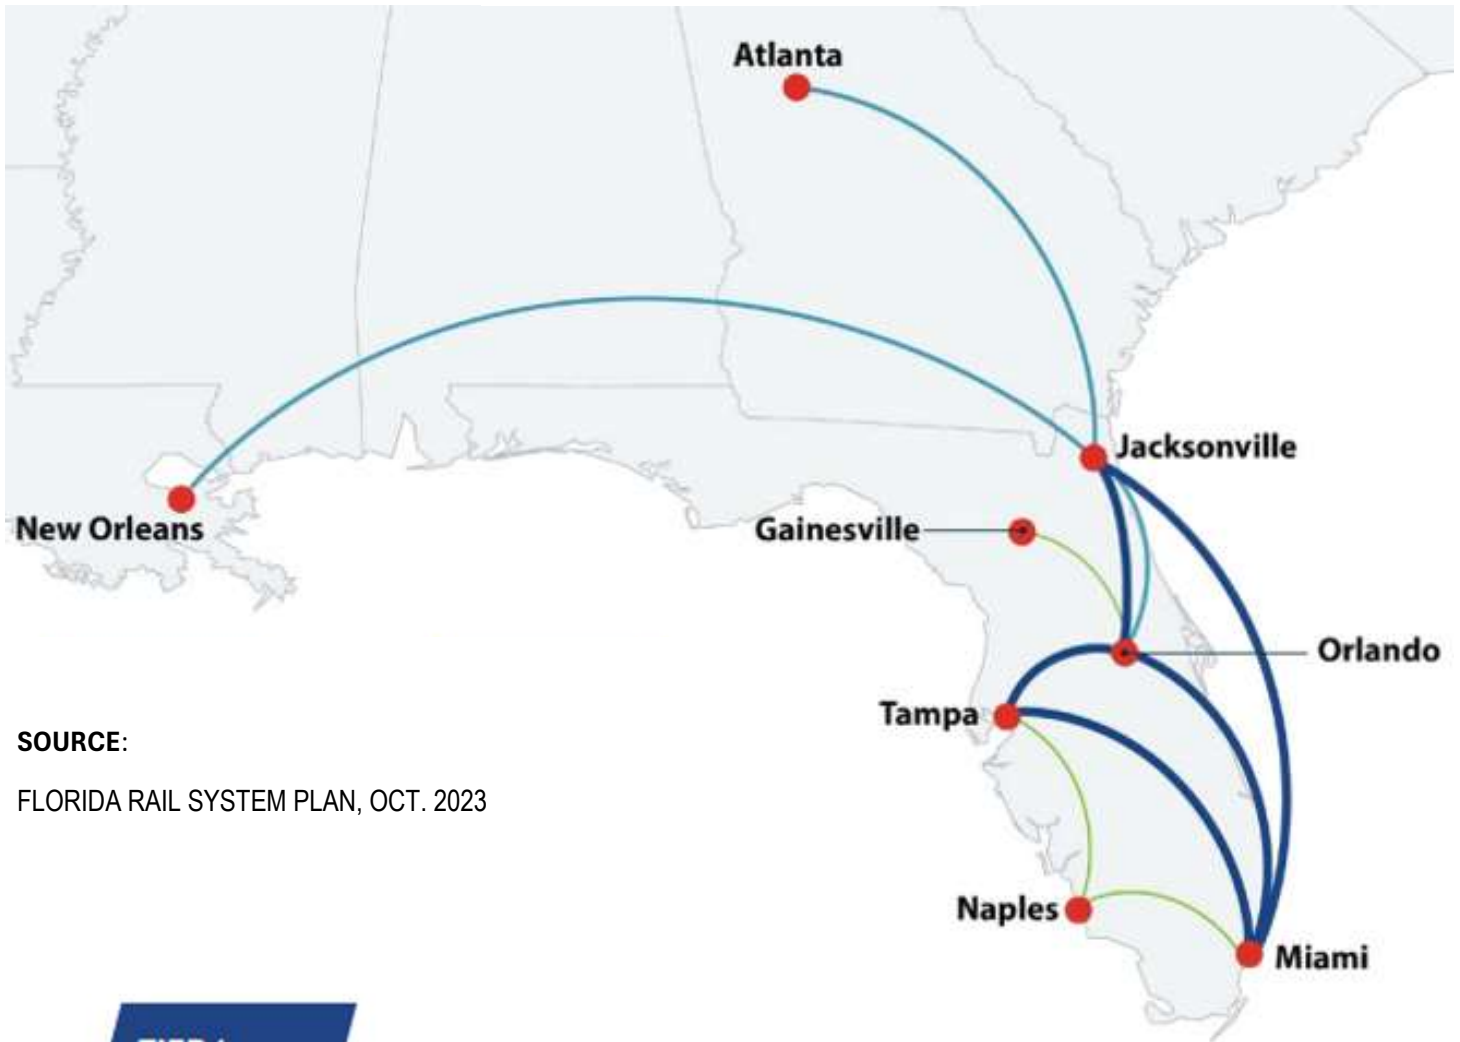 Atlanta
Jacksonville
New Orleans
Gainesville
Orlando
Tampa
SOURCE:
FLORIDA RAIL SYSTEM PLAN, OCT. 2023
Naples
Miami